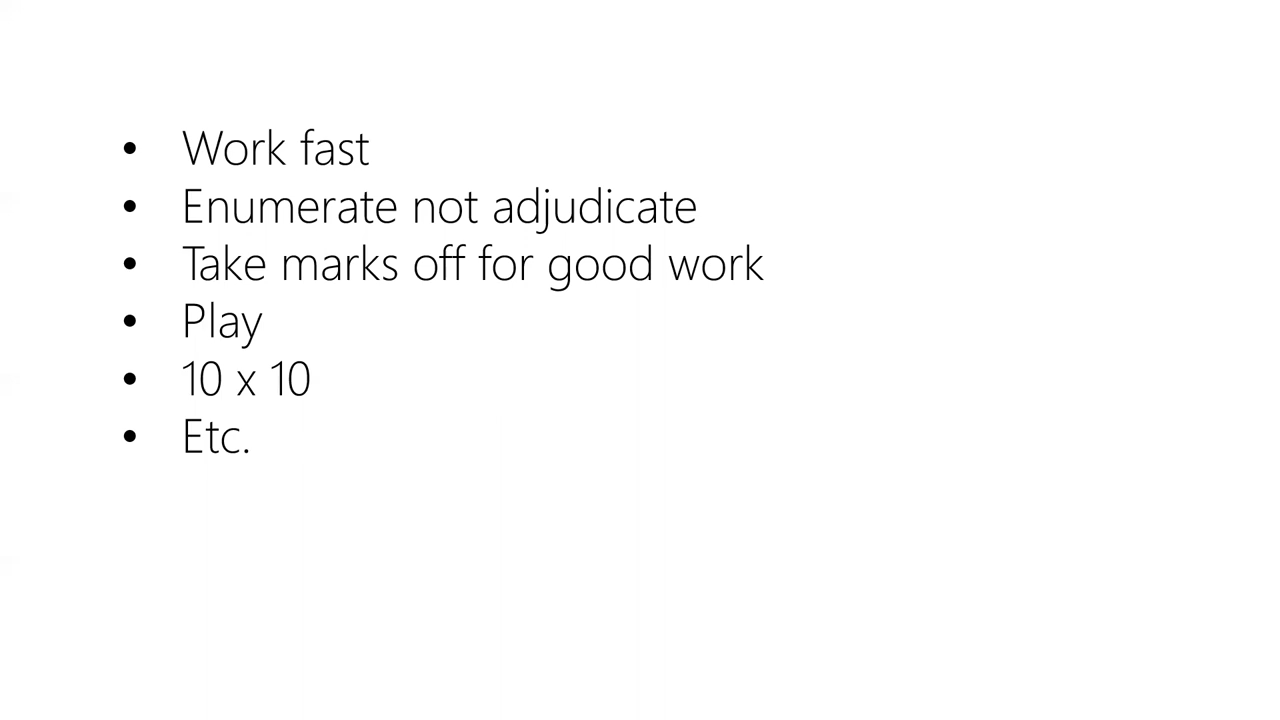 • Work fast
• Enumerate not adjudicate
• Take marks off for good work
• Play
• 10 x 10
• Etc.